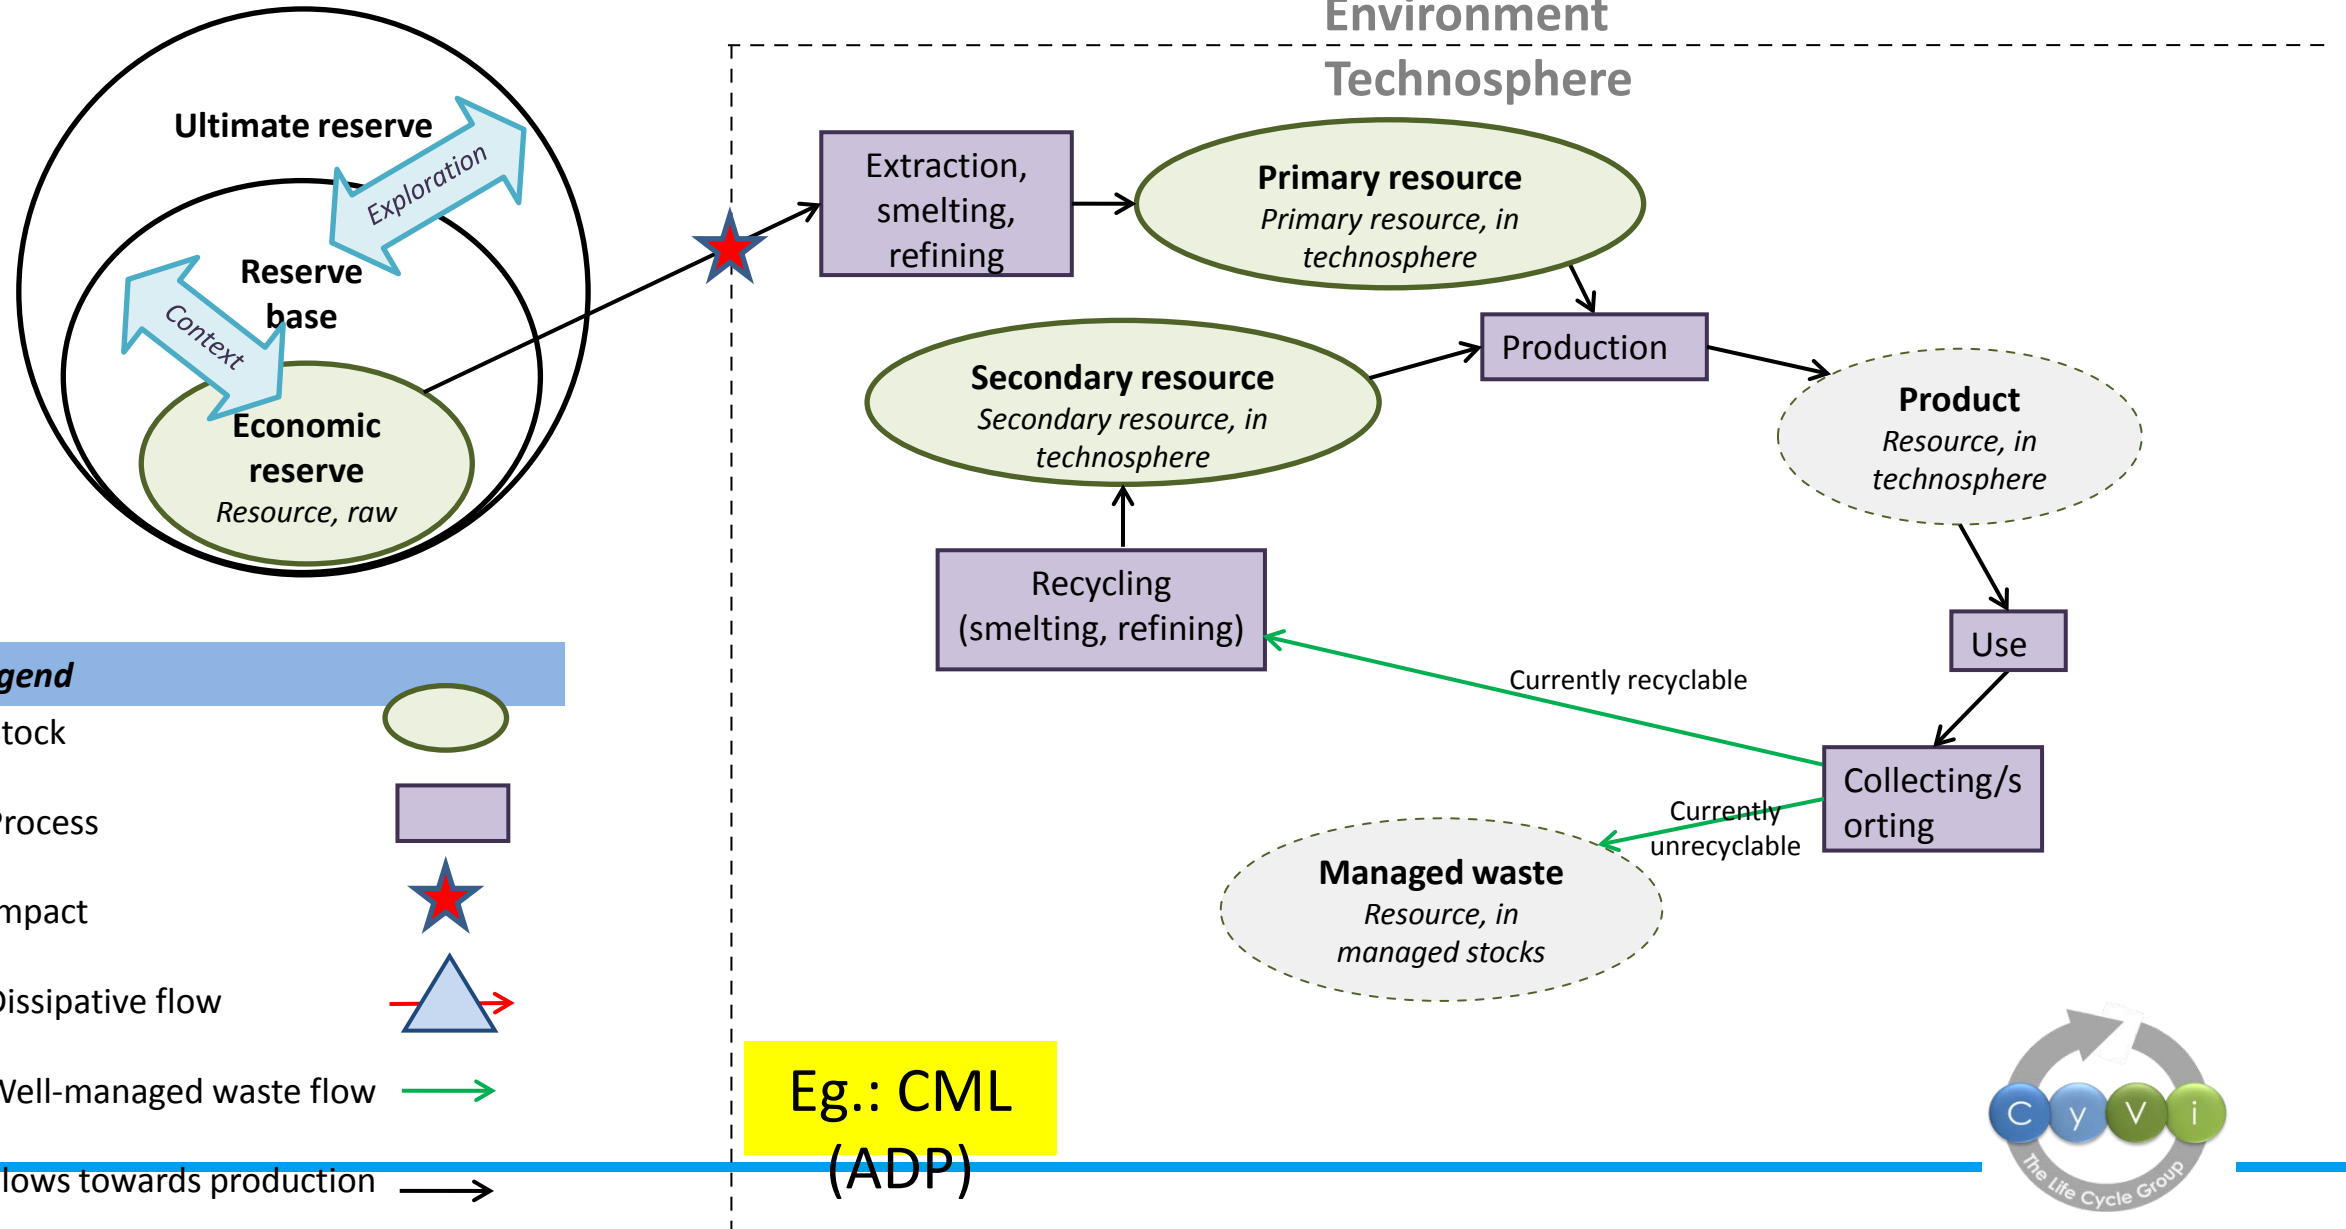 Environment
Technosphere
Ultimate reserve
Exploration
Reserve
base
Context
Economic
reserve
Resource, raw
Extraction,
smelting,
refining
Primary resource
Primary resource, in
technosphere
Production
Secondary resource
Secondary resource, in
technosphere
Product
Resource, in
technosphere
Recycling
(smelting, refining)
Use
Currently recyclable
Collecting/s
orting
Currently
unrecyclable
Managed waste
Resource, in
managed stocks
gend
tock
Process
mpact
Dissipative flow
Well-managed waste flow
lows towards production
Eg.: CML
(ADP)
C y V i
The Life Cycle Group